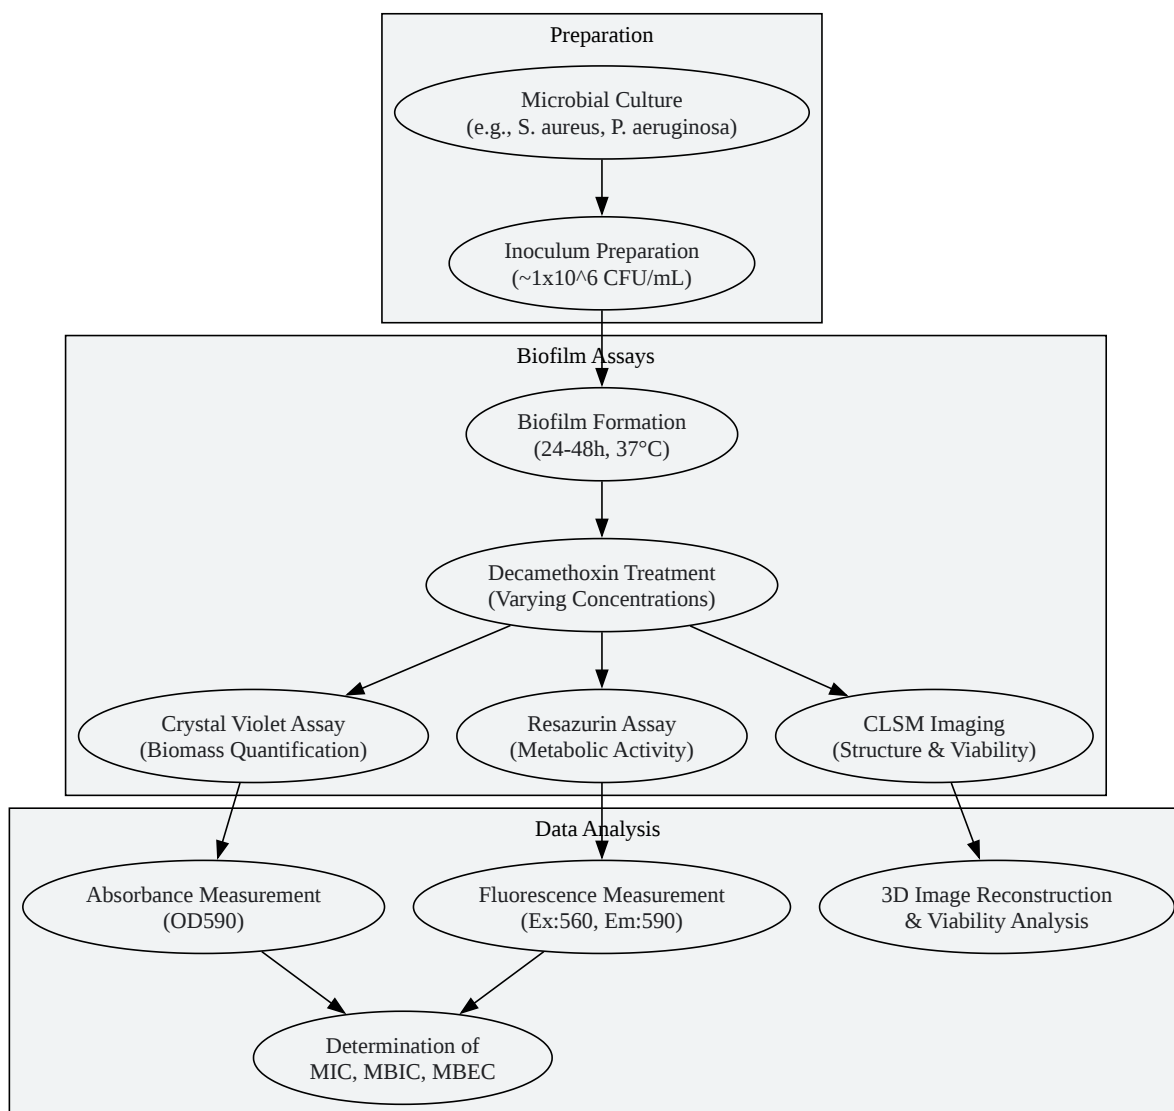 Preparation
Microbial Culture
(e.g., S. aureus, P. aeruginosa)
Inoculum Preparation
(~1x10^6 CFU/mL)
Biofilm Assays
Biofilm Formation
(24-48h, 37°C)
Decamethoxin Treatment
(Varying Concentrations)
Crystal Violet Assay
(Biomass Quantification)
Resazurin Assay
(Metabolic Activity)
CLSM Imaging
(Structure & Viability)
Data Analysis
Absorbance Measurement
(OD590)
Fluorescence Measurement
(Ex:560, Em:590)
3D Image Reconstruction
& Viability Analysis
Determination of
MIC, MBIC, MBEC